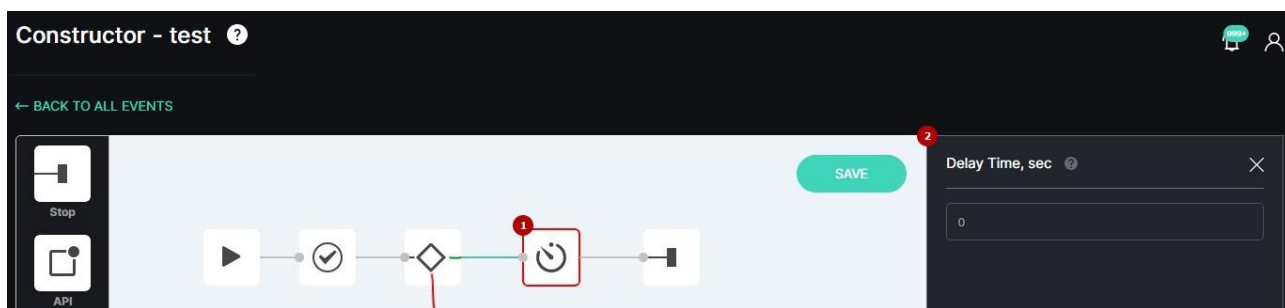 Constructor - test ?
999+
← BACK TO ALL EVENTS
2
Delay Time, sec ?
SAVE
Stop
0
1
API